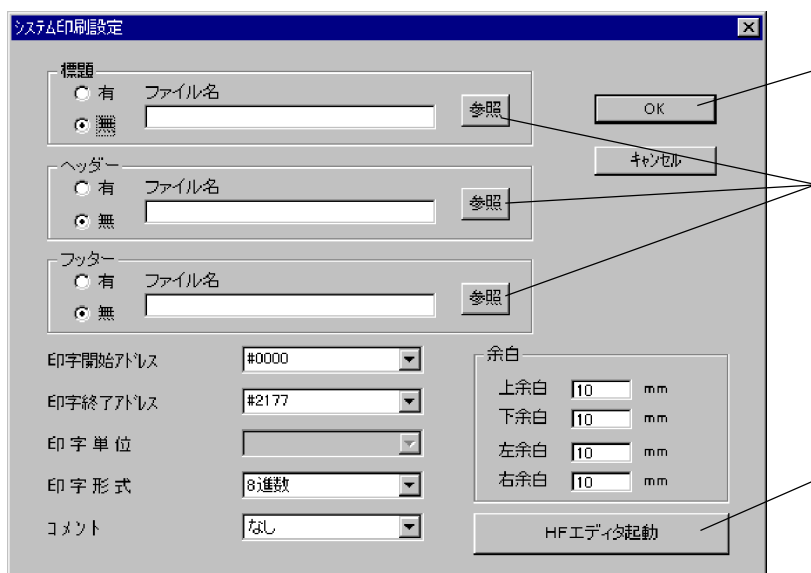 システム印刷設定
標題
有 ファイル名
無
参照
OK
キャンセル
ヘッダー
有 ファイル名
無
参照
フッター
有 ファイル名
無
参照
印字開始アドレス #0000
印字終了アドレス #2177
印字単位
印字形式 8進数
コメント なし
余白
上余白 10 mm
下余白 10 mm
左余白 10 mm
右余白 10 mm
HFエディタ起動